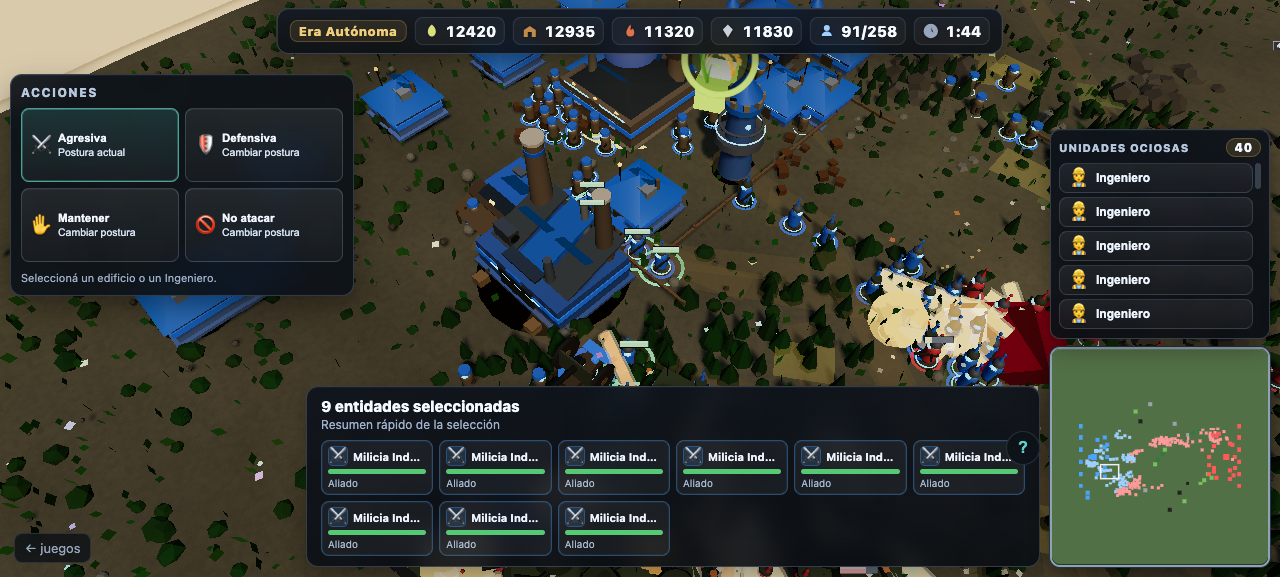 Era Autónoma
12420
12935
11320
11830
91/258
1:44
ACCIONES
Agresiva
Postura actual
Defensiva
Cambiar postura
Mantener
Cambiar postura
No atacar
Cambiar postura
Seleccioná un edificio o un Ingeniero.
UNIDADES OCIOSAS
40
Ingeniero
Ingeniero
Ingeniero
Ingeniero
Ingeniero
9 entidades seleccionadas
Resumen rápido de la selección
?
Milicia Ind...
Aliado
Milicia Ind...
Aliado
Milicia Ind...
Aliado
Milicia Ind...
Aliado
Milicia Ind...
Aliado
Milicia Ind...
Aliado
Milicia Ind...
Aliado
Milicia Ind...
Aliado
Milicia Ind...
Aliado
← juegos